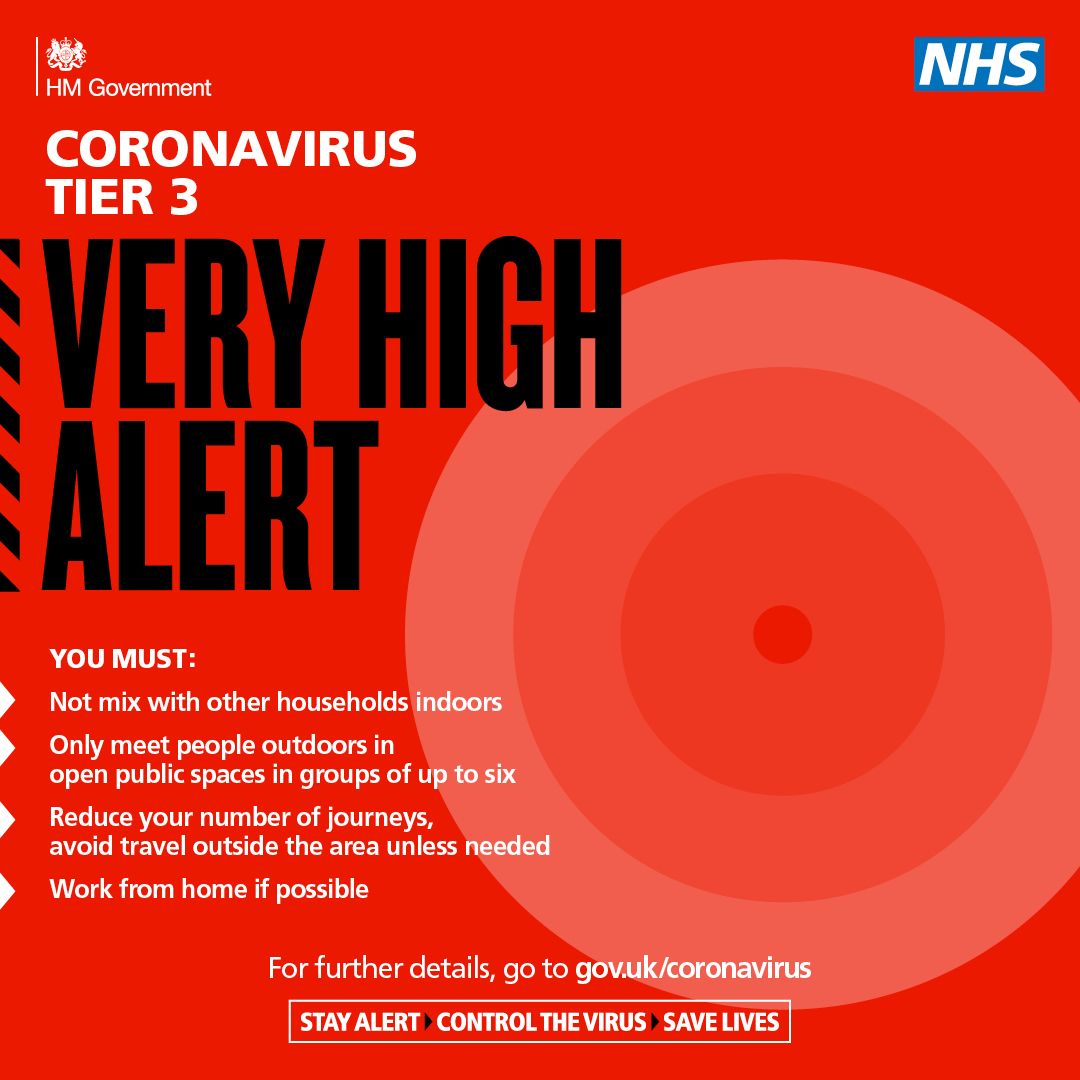 HM Government
NHS
CORONAVIRUS
TIER 3
VERY HIGH
ALERT
YOU MUST:
Not mix with other households indoors
Only meet people outdoors in
open public spaces in groups of up to six
Reduce your number of journeys,
avoid travel outside the area unless needed
Work from home if possible
For further details, go to gov.uk/coronavirus
STAY ALERT CONTROL THE VIRUS SAVE LIVES